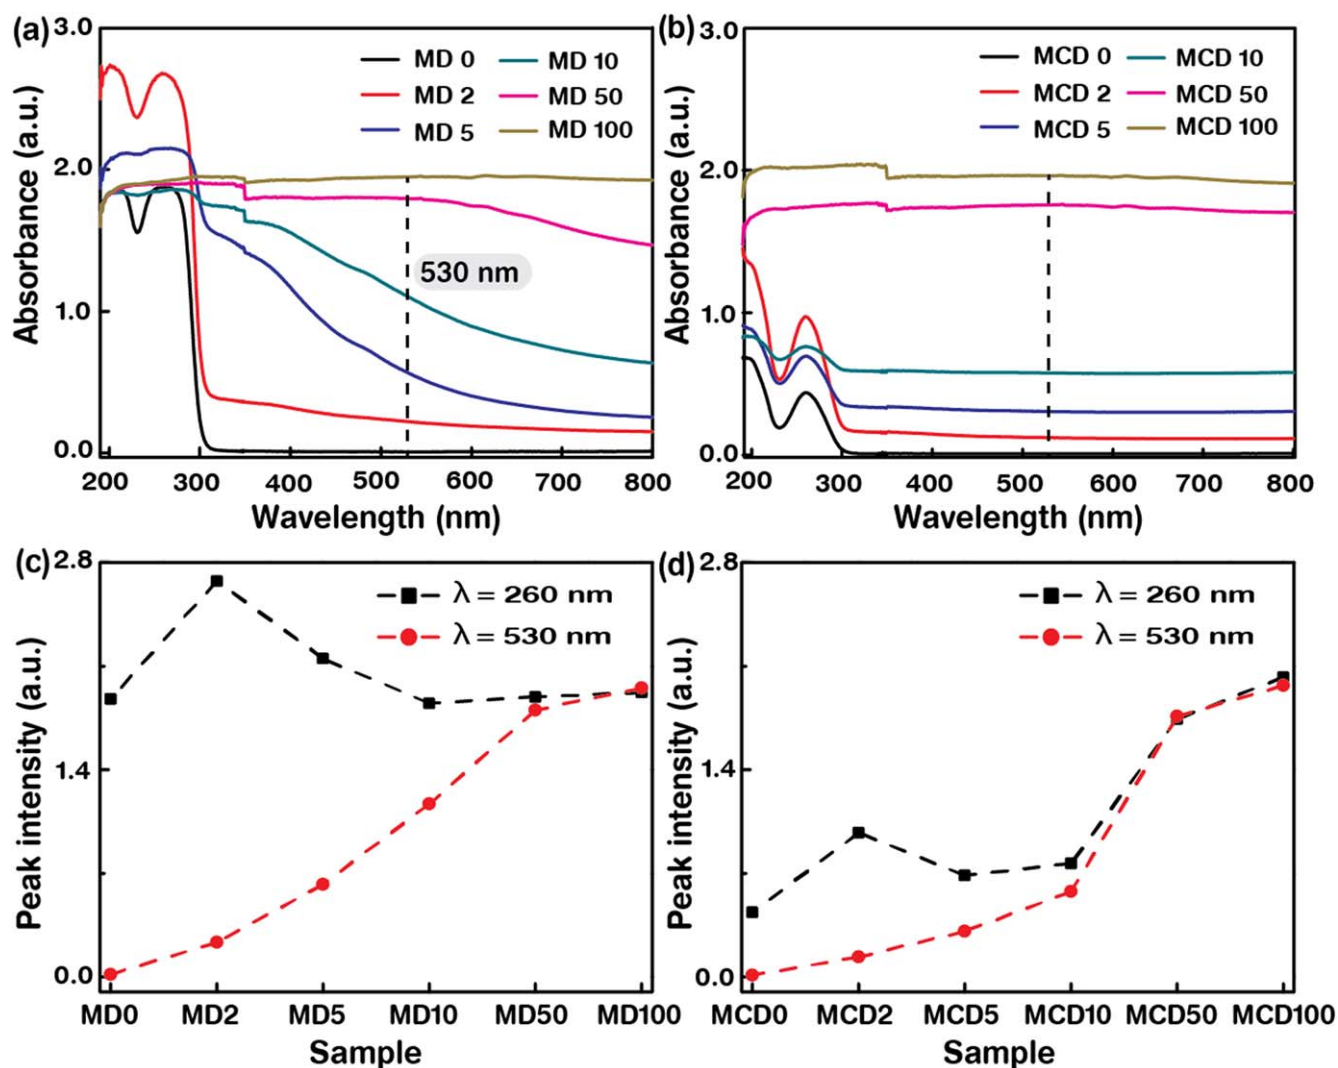 (a)
3.0
2.0
1.0
0.0
Absorbance (a.u.)
MD 0
MD 10
MD 2
MD 50
MD 5
MD 100
530 nm
200 300 400 500 600 700 800
Wavelength (nm)
(b)
3.0
2.0
1.0
0.0
Absorbance (a.u.)
MCD 0
MCD 10
MCD 2
MCD 50
MCD 5
MCD 100
200 300 400 500 600 700 800
Wavelength (nm)
(c)
2.8
1.4
0.0
Peak intensity (a.u.)
λ = 260 nm
λ = 530 nm
MD0 MD2 MD5 MD10 MD50 MD100
Sample
(d)
2.8
1.4
0.0
Peak intensity (a.u.)
λ = 260 nm
λ = 530 nm
MCD0 MCD2 MCD5 MCD10 MCD50 MCD100
Sample